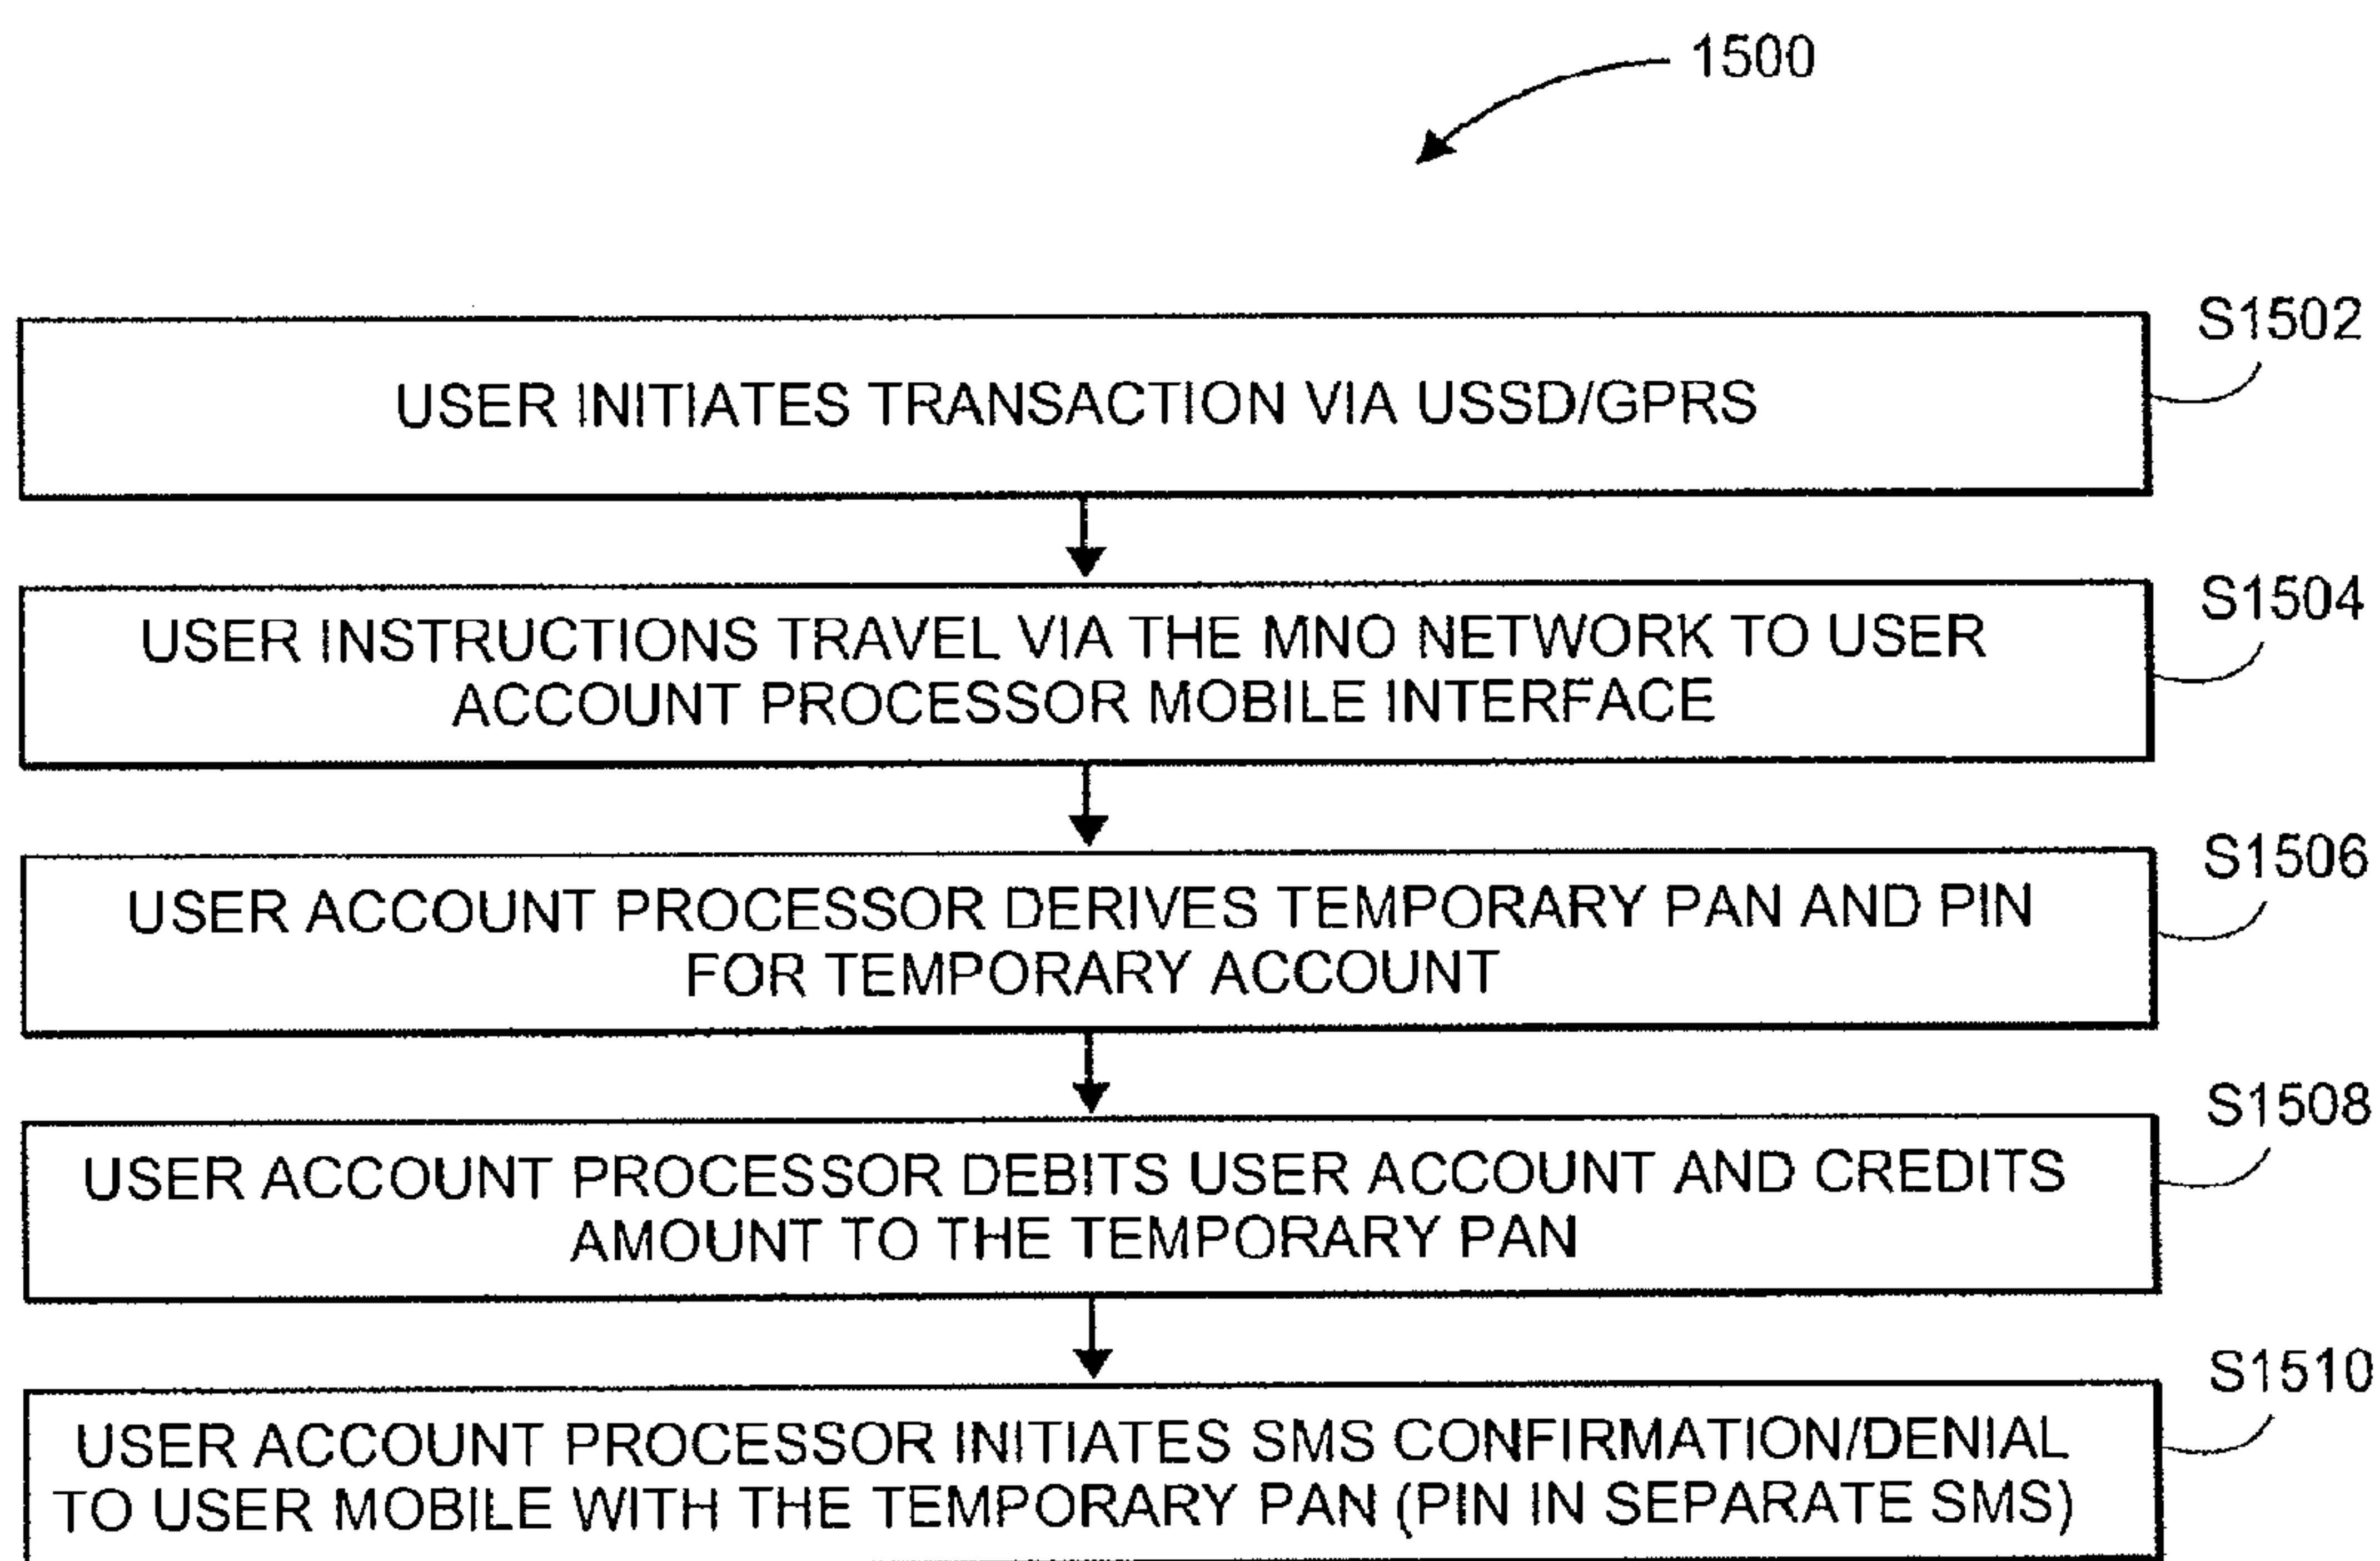 1500
S1502
USER INITIATES TRANSACTION VIA USSD/GPRS
S1504
USER INSTRUCTIONS TRAVEL VIA THE MNO NETWORK TO USER
ACCOUNT PROCESSOR MOBILE INTERFACE
S1506
USER ACCOUNT PROCESSOR DERIVES TEMPORARY PAN AND PIN
FOR TEMPORARY ACCOUNT
S1508
USER ACCOUNT PROCESSOR DEBITS USER ACCOUNT AND CREDITS
AMOUNT TO THE TEMPORARY PAN
S1510
USER ACCOUNT PROCESSOR INITIATES SMS CONFIRMATION/DENIAL
TO USER MOBILE WITH THE TEMPORARY PAN (PIN IN SEPARATE SMS)